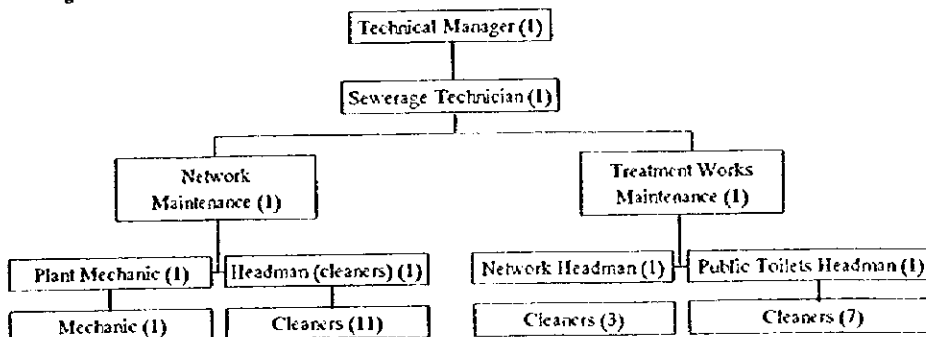 Technical Manager (1)
Sewerage Technician (1)
Network
Maintenance (1)
Treatment Works
Maintenance (1)
Plant Mechanic (1)
Headman (cleaners) (1)
Network Headman (1)
Public Toilets Headman (1)
Mechanic (1)
Cleaners (11)
Cleaners (3)
Cleaners (7)